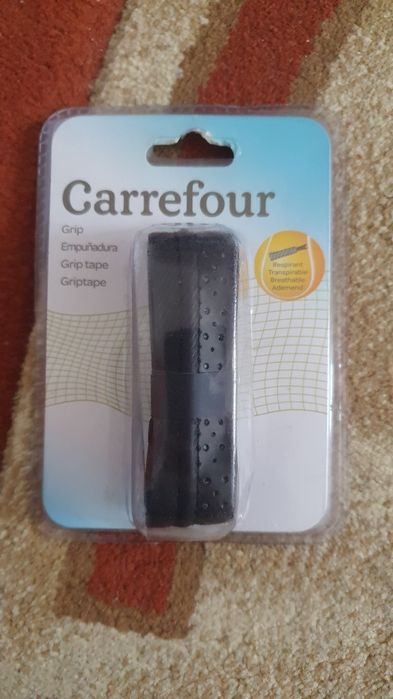 Carrefour
Grip
Empuñadura
Grip tape
Griptape
Respirant
Transpirable
Breathable
Ademend